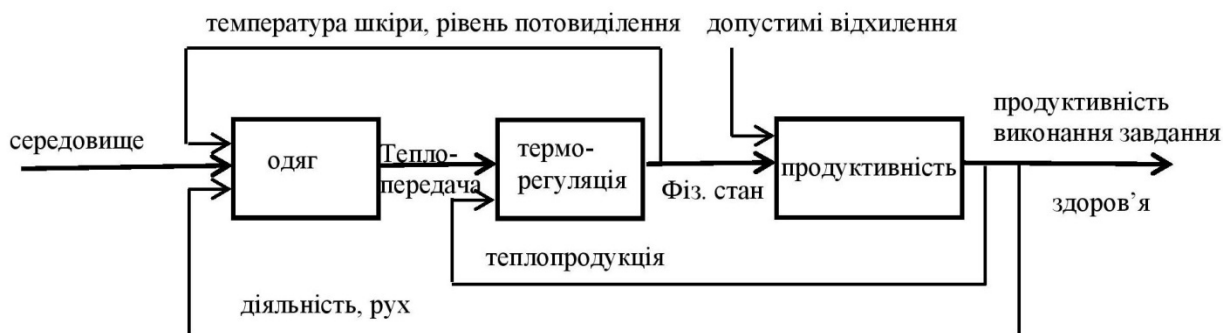 температура шкіри, рівень потовиділення
допустимі відхилення
середовище
одяг
Тепло-
передача
термо-
регуляція
Фіз. стан
продуктивність
продуктивність
виконання завдання
здоров’я
теплопродукція
діяльність, рух